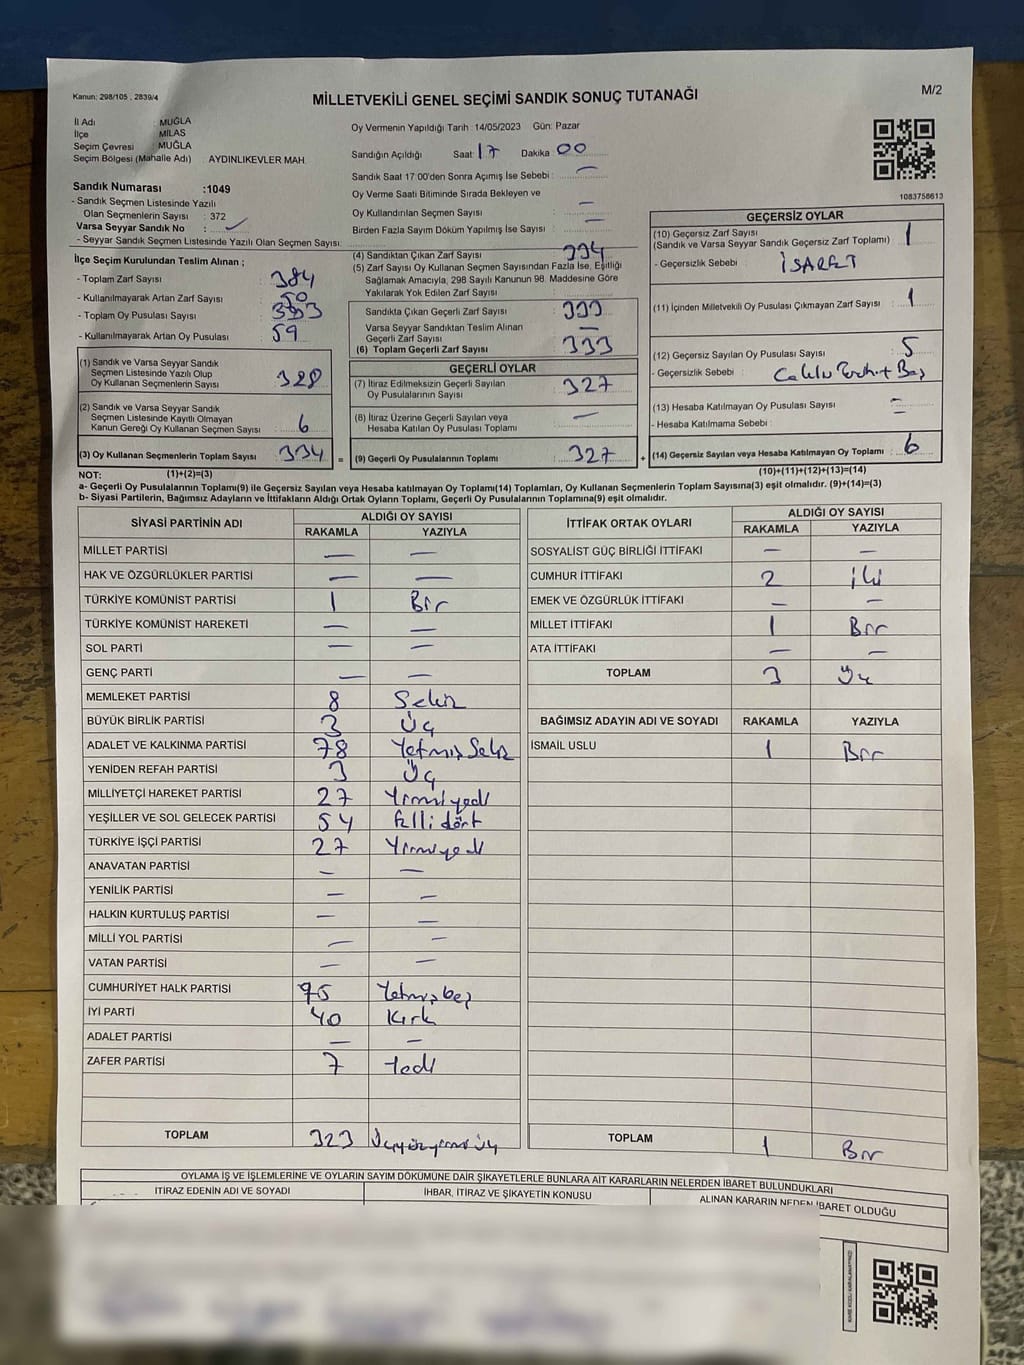 Kanun: 298/105 , 2839/4
MİLLETVEKİLİ GENEL SEÇİMİ SANDIK SONUÇ TUTANAĞI
M/2
İl Adı : MUĞLA
İlçe : MİLAS
Seçim Çevresi : MUĞLA
Seçim Bölgesi (Mahalle Adı) : AYDINLIKEVLER MAH.
Sandık Numarası :1049
- Sandık Seçmen Listesinde Yazılı
Olan Seçmenlerin Sayısı : 372
Varsa Seyyar Sandık No :
- Seyyar Sandık Seçmen Listesinde Yazılı Olan Seçmen Sayısı:
Oy Vermenin Yapıldığı Tarih :14/05/2023 Gün: Pazar
Sandığın Açıldığı Saat: 17 Dakika 00
Sandık Saat 17:00'den Sonra Açımış İse Sebebi : —
Oy Verme Saati Bitiminde Sırada Bekleyen ve
Oy Kullandırılan Seçmen Sayısı —
Birden Fazla Sayım Döküm Yapılmış İse Sayısı : —
1083758613
İlçe Seçim Kurulundan Teslim Alınan ;
- Toplam Zarf Sayısı : 384
- Kullanılmayarak Artan Zarf Sayısı : 50
- Toplam Oy Pusulası Sayısı :
- Kullanılmayarak Artan Oy Pusulası : 59
(1) Sandık ve Varsa Seyyar Sandık
Seçmen Listesinde Yazılı Olup
Oy Kullanan Seçmenlerin Sayısı : 328
(2) Sandık ve Varsa Seyyar Sandık
Seçmen Listesinde Kayıtlı Olmayan
Kanun Gereği Oy Kullanan Seçmen Sayısı : 6
(3) Oy Kullanan Seçmenlerin Toplam Sayısı : 334
(4) Sandıktan Çıkan Zarf Sayısı : 334
(5) Zarf Sayısı Oy Kullanan Seçmen Sayısından Fazla İse, Eşitliği
Sağlamak Amacıyla, 298 Sayılı Kanunun 98. Maddesine Göre
Yakılarak Yok Edilen Zarf Sayısı :
Sandıkta Çıkan Geçerli Zarf Sayısı : 333
Varsa Seyyar Sandıktan Teslim Alınan
Geçerli Zarf Sayısı : —
(6) Toplam Geçerli Zarf Sayısı : 333
GEÇERLİ OYLAR
(7) İtiraz Edilmeksizin Geçerli Sayılan
Oy Pusulalarının Sayısı : 327
(8) İtiraz Üzerine Geçerli Sayılan veya
Hesaba Katılan Oy Pusulası Toplamı : —
= (9) Geçerli Oy Pusulalarının Toplamı : 327 +
GEÇERSİZ OYLAR
(10) Geçersiz Zarf Sayısı : 1
(Sandık ve Varsa Seyyar Sandık Geçersiz Zarf Toplamı)
- Geçersizlik Sebebi : İŞARET
(11) İçinden Milletvekili Oy Pusulası Çıkmayan Zarf Sayısı : 1
(12) Geçersiz Sayılan Oy Pusulası Sayısı : 5
- Geçersizlik Sebebi :
(13) Hesaba Katılmayan Oy Pusulası Sayısı : —
- Hesaba Katılmama Sebebi : —
(14) Geçersiz Sayılan veya Hesaba Katılmayan Oy Toplamı : 6
NOT: (1)+(2)=(3) (10)+(11)+(12)+(13)=(14)
a- Geçerli Oy Pusulalarının Toplamı(9) ile Geçersiz Sayılan veya Hesaba Katılmayan Oy Toplamı(14) Toplamları, Oy Kullanan Seçmenlerin Toplam Sayısına(3) eşit olmalıdır. (9)+(14)=(3)
b- Siyasi Partilerin, Bağımsız Adayların ve İttifakların Aldığı Ortak Oyların Toplamı, Geçerli Oy Pusulalarının Toplamına(9) eşit olmalıdır.
SİYASİ PARTİNİN ADI ALDIĞI OY SAYISI
RAKAMLA YAZIYLA
MİLLET PARTİSİ — —
HAK VE ÖZGÜRLÜKLER PARTİSİ — —
TÜRKİYE KOMÜNİST PARTİSİ 1 Bir
TÜRKİYE KOMÜNİST HAREKETİ — —
SOL PARTİ — —
GENÇ PARTİ — —
MEMLEKET PARTİSİ 8 Sekiz
BÜYÜK BİRLİK PARTİSİ 3 Üç
ADALET VE KALKINMA PARTİSİ 78 Yetmiş Sekiz
YENİDEN REFAH PARTİSİ 3 Üç
MİLLİYETÇİ HAREKET PARTİSİ 27 Yirmiyedi
YEŞİLLER VE SOL GELECEK PARTİSİ 54 Elli dört
TÜRKİYE İŞÇİ PARTİSİ 27 Yirmiyedi
ANAVATAN PARTİSİ — —
YENİLİK PARTİSİ — —
HALKIN KURTULUŞ PARTİSİ — —
MİLLİ YOL PARTİSİ — —
VATAN PARTİSİ — —
CUMHURİYET HALK PARTİSİ 75 Yetmiş beş
İYİ PARTİ 40 Kırk
ADALET PARTİSİ — —
ZAFER PARTİSİ 7 Yedi
TOPLAM 323 Üçyüzyirmiüç
İTTİFAK ORTAK OYLARI ALDIĞI OY SAYISI
RAKAMLA YAZIYLA
SOSYALİST GÜÇ BİRLİĞİ İTTİFAKI — —
CUMHUR İTTİFAKI 2 iki
EMEK VE ÖZGÜRLÜK İTTİFAKI — —
MİLLET İTTİFAKI 1 Bir
ATA İTTİFAKI — —
TOPLAM 3 Üç
BAĞIMSIZ ADAYIN ADI VE SOYADI RAKAMLA YAZIYLA
İSMAİL USLU 1 Bir
TOPLAM 1 Bir
OYLAMA İŞ VE İŞLEMLERİNE VE OYLARIN SAYIM DÖKÜMÜNE DAİR ŞİKAYETLERLE BUNLARA AİT KARARLARIN NELERDEN İBARET BULUNDUKLARI
İTİRAZ EDENİN ADI VE SOYADI İHBAR, İTİRAZ VE ŞİKAYETİN KONUSU ALINAN KARARIN NEDEN İBARET OLDUĞU